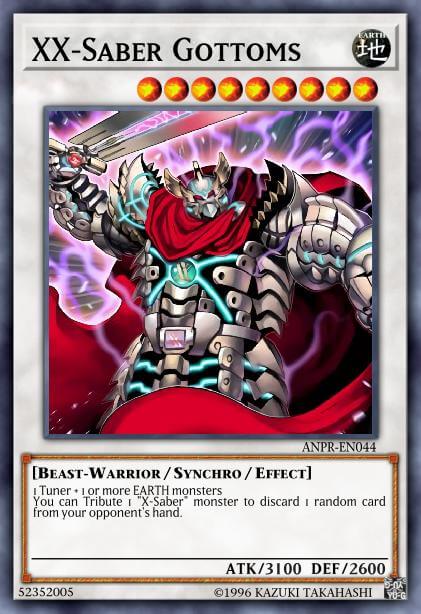 XX-Saber Gottoms
EARTH
地
ANPR-EN044
[Beast-Warrior / Synchro / Effect]
1 Tuner + 1 or more EARTH monsters
You can Tribute 1 "X-Saber" monster to discard 1 random card
from your opponent's hand.
ATK/3100 DEF/2600
52352005
©1996 KAZUKI TAKAHASHI